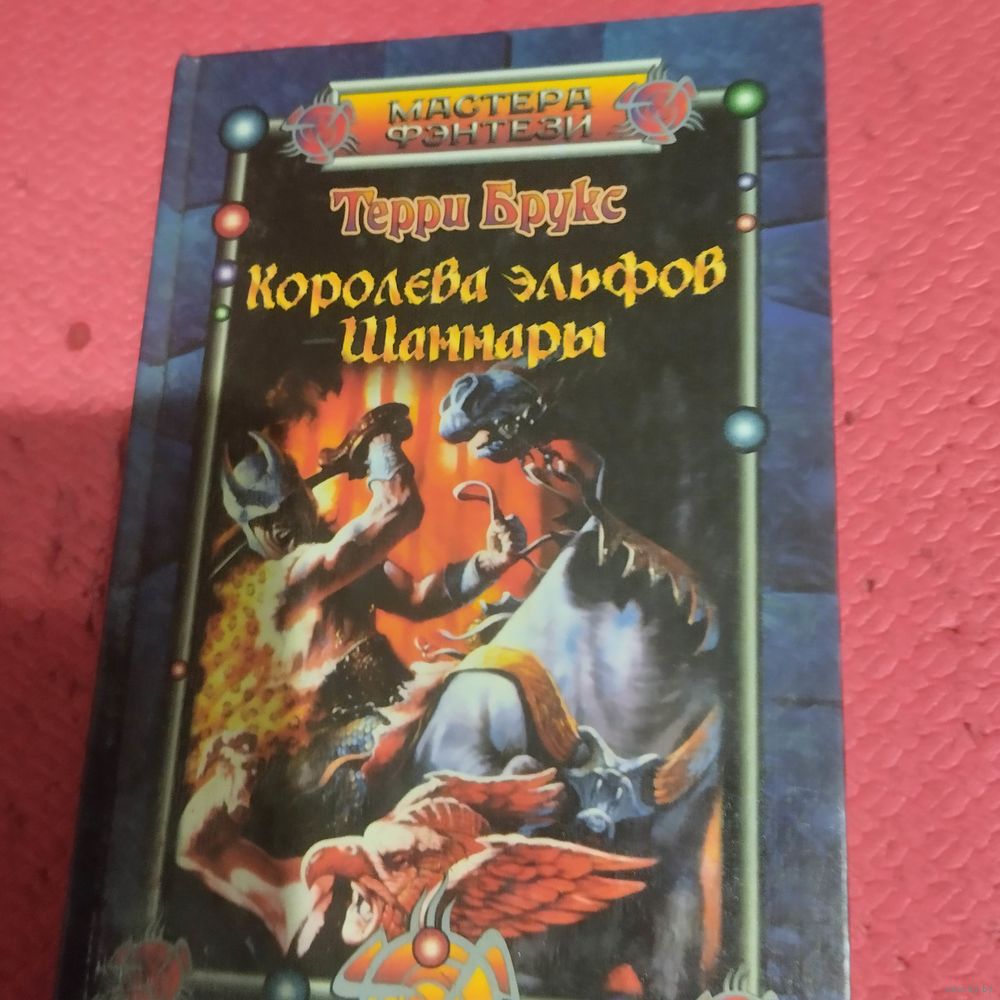 МАСТЕРА
ФЭНТЕЗИ
Терри Брукс
Королева эльфов
Шаннары